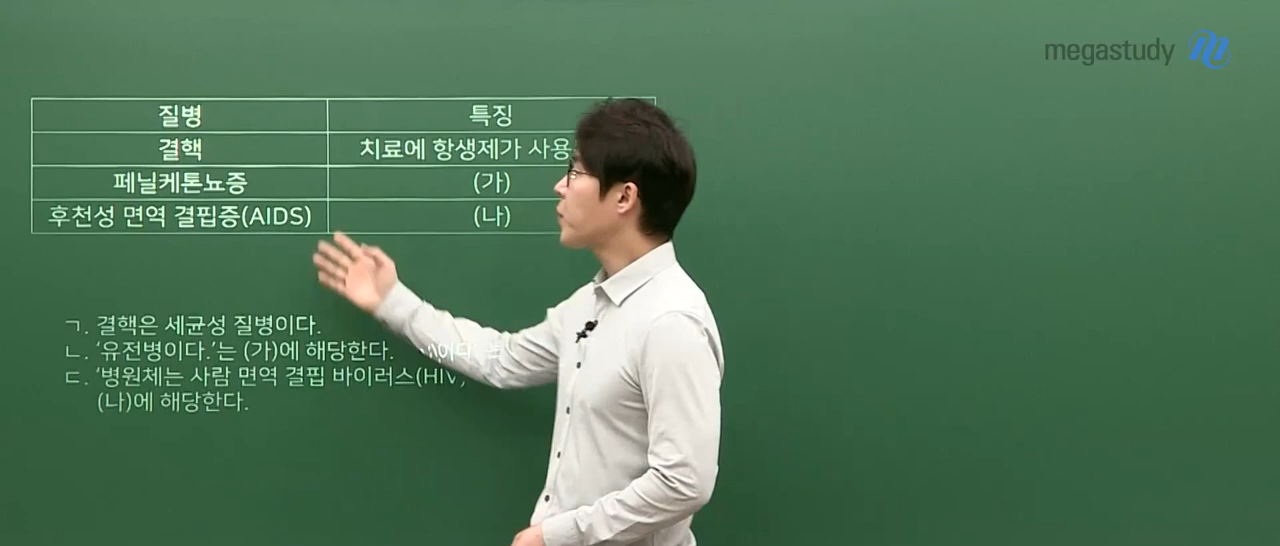 megastudy
질병 특징
결핵 치료에 항생제가 사용
페닐케톤뇨증 (가)
후천성 면역 결핍증(AIDS) (나)
ㄱ. 결핵은 세균성 질병이다.
ㄴ. ‘유전병이다.’는 (가)에 해당한다.
ㄷ. ‘병원체는 사람 면역 결핍 바이러스(HIV)
(나)에 해당한다.